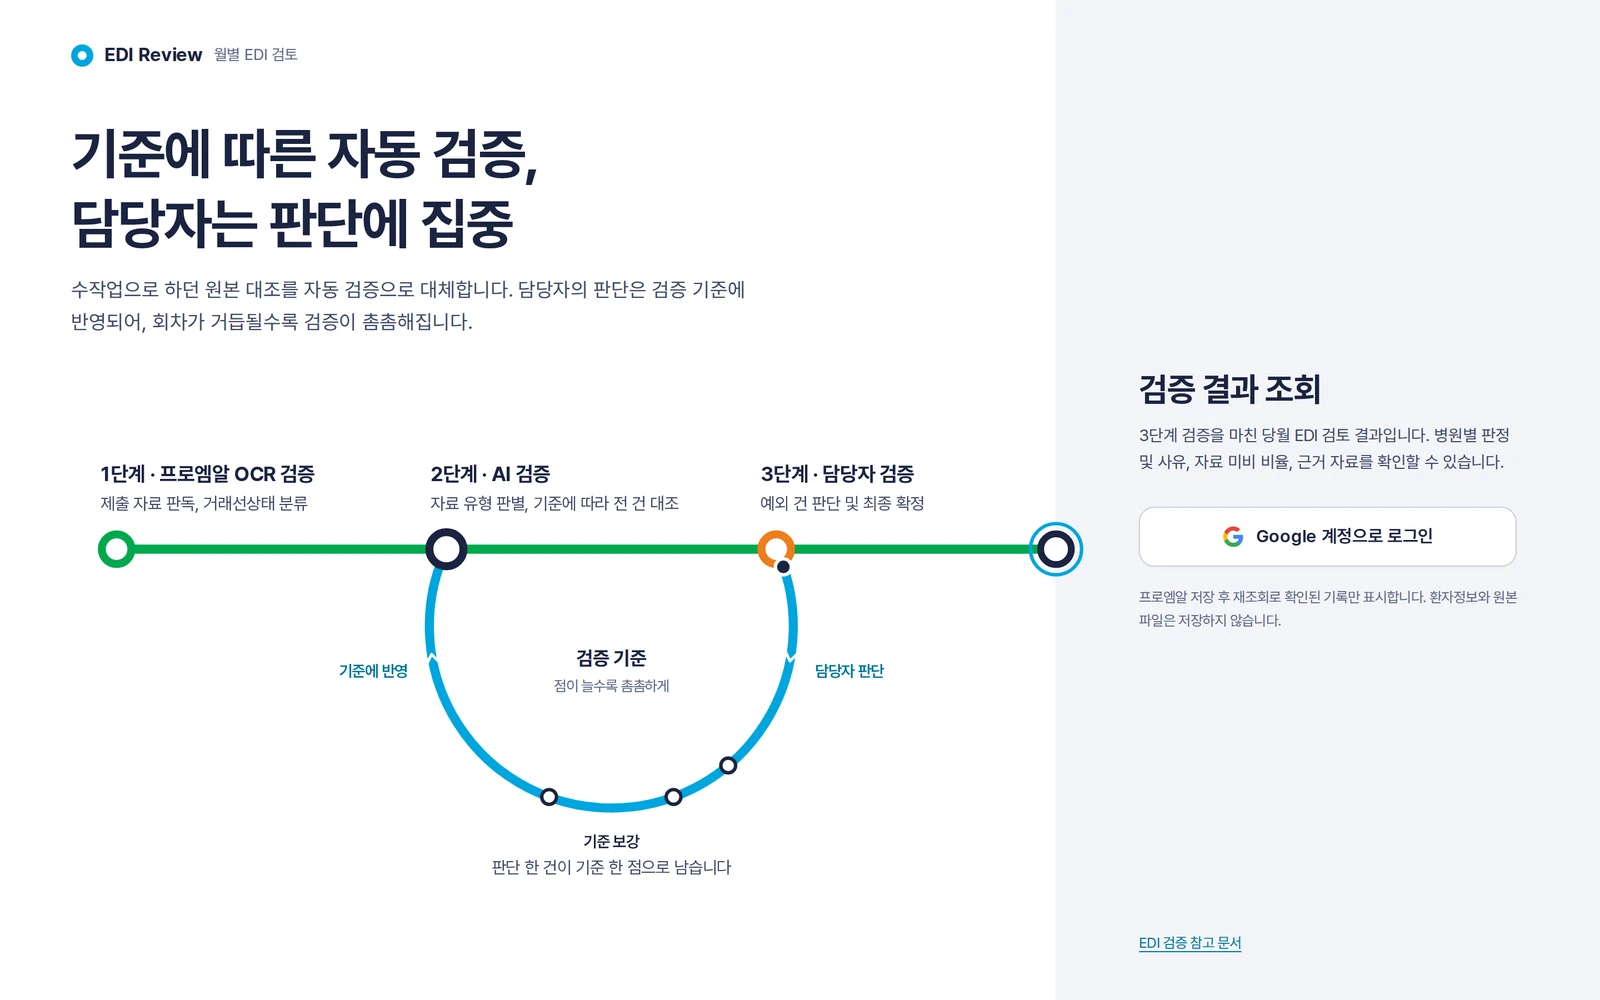 EDI Review 월별 EDI 검토
기준에 따른 자동 검증,
담당자는 판단에 집중
수작업으로 하던 원본 대조를 자동 검증으로 대체합니다. 담당자의 판단은 검증 기준에
반영되어, 회차가 거듭될수록 검증이 촘촘해집니다.
1단계 · 프로엠알 OCR 검증
제출 자료 판독, 거래선상태 분류
2단계 · AI 검증
자료 유형 판별, 기준에 따라 전 건 대조
3단계 · 담당자 검증
예외 건 판단 및 최종 확정
기준에 반영
검증 기준
점이 늘수록 촘촘하게
담당자 판단
기준 보강
판단 한 건이 기준 한 점으로 남습니다
검증 결과 조회
3단계 검증을 마친 당월 EDI 검토 결과입니다. 병원별 판정
및 사유, 자료 미비 비율, 근거 자료를 확인할 수 있습니다.
Google 계정으로 로그인
프로엠알 저장 후 재조회로 확인된 기록만 표시합니다. 환자정보와 원본
파일은 저장하지 않습니다.
EDI 검증 참고 문서